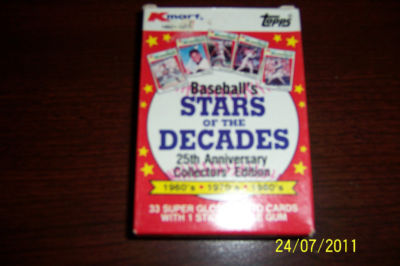 Kmart
TOPPS
Baseball's
STARS
OF THE
DECADES
25th Anniversary
Collectors' Edition
1960's • 1970's • 1980's
33 SUPER GLOSSY CARDS
WITH 1 STICK GUM
24/07/2011